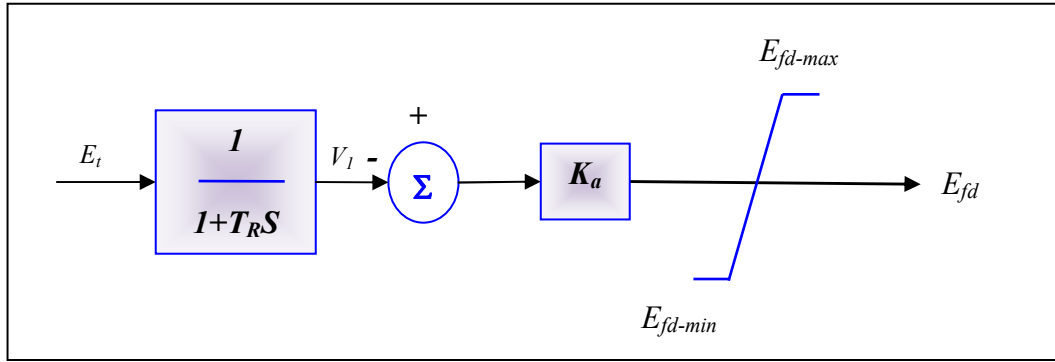 E_fd-max
+
1
E_t
V_1 -
Σ
K_a
E_fd
1+T_RS
E_fd-min